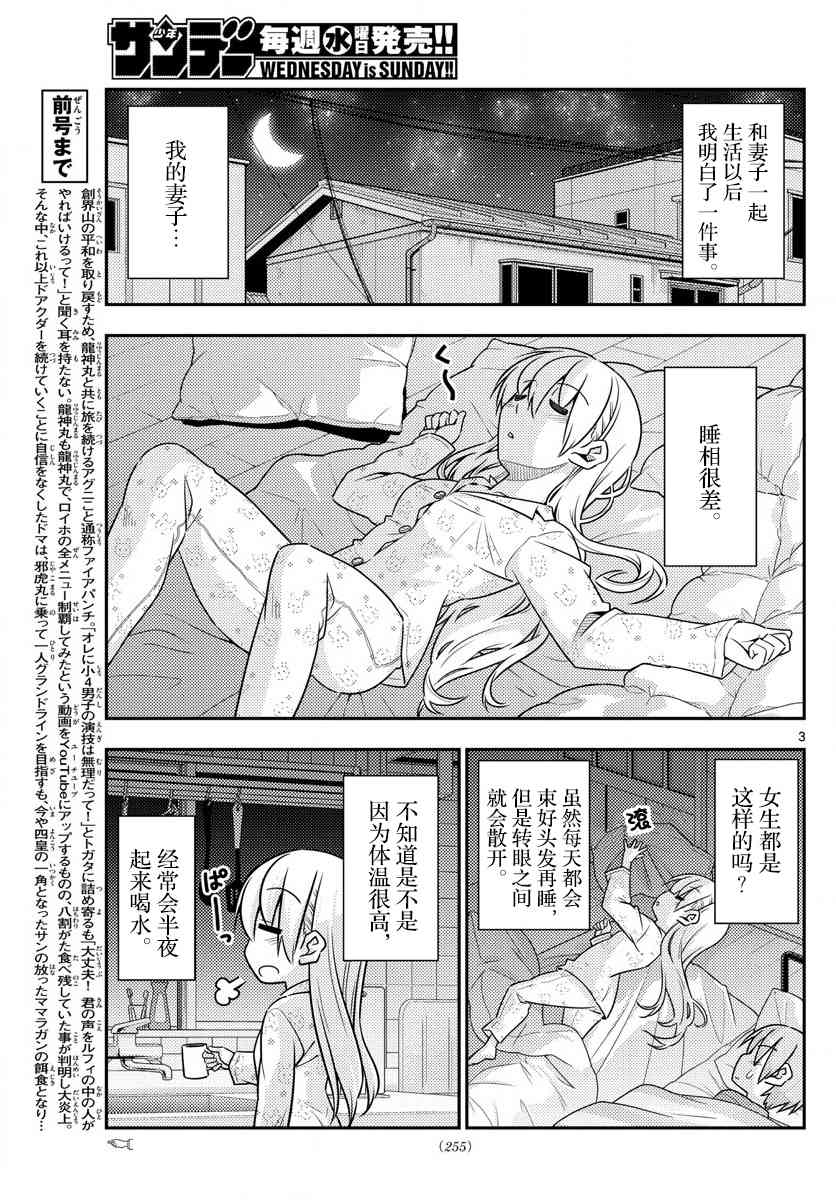 少年サンデー 毎週水曜日発売!!
WEDNESDAY is SUNDAY!!
和妻子一起
生活以后
我明白了一件事。
我的妻子…
睡相很差。
3
女生都是
这样的吗?
虽然每天都会
束好头发再睡,
但是转眼之间
就会散开。
滚
不知道是不是
因为体温很高,
经常会半夜
起来喝水。
ぱーっ
前号まで
創界山の平和を取り戻すため、龍神丸と共に旅を続けるアグニこと通称ファイアパンチ。「オレに小4男子の演技は無理だって!」とトガタに詰め寄るも「大丈夫! 君の声をルフィの中の人が
やればいけるって!」と聞く耳を持たない。龍神丸も龍神丸で、ロイホの全メニュー制覇してみたという動画をYouTubeにアップするものの、八割がた食べ残していた事が判明し大炎上。
そんな中、これ以上ドアクダーを続けていくことに自信をなくしたドマは、邪虎丸に乗って一人グランドラインを目指すも、今や四皇の一角となったサンの放ったママラガンの餌食となり…
(255)